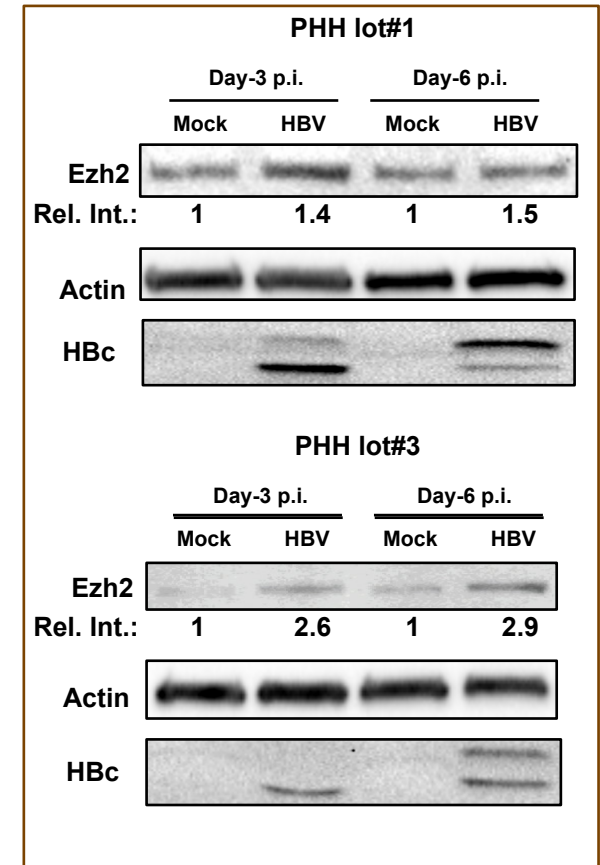 PHH lot#1
Day-3 p.i. Day-6 p.i.
Mock HBV Mock HBV
Ezh2
Rel. Int.: 1 1.4 1 1.5
Actin
HBc
PHH lot#3
Day-3 p.i. Day-6 p.i.
Mock HBV Mock HBV
Ezh2
Rel. Int.: 1 2.6 1 2.9
Actin
HBc